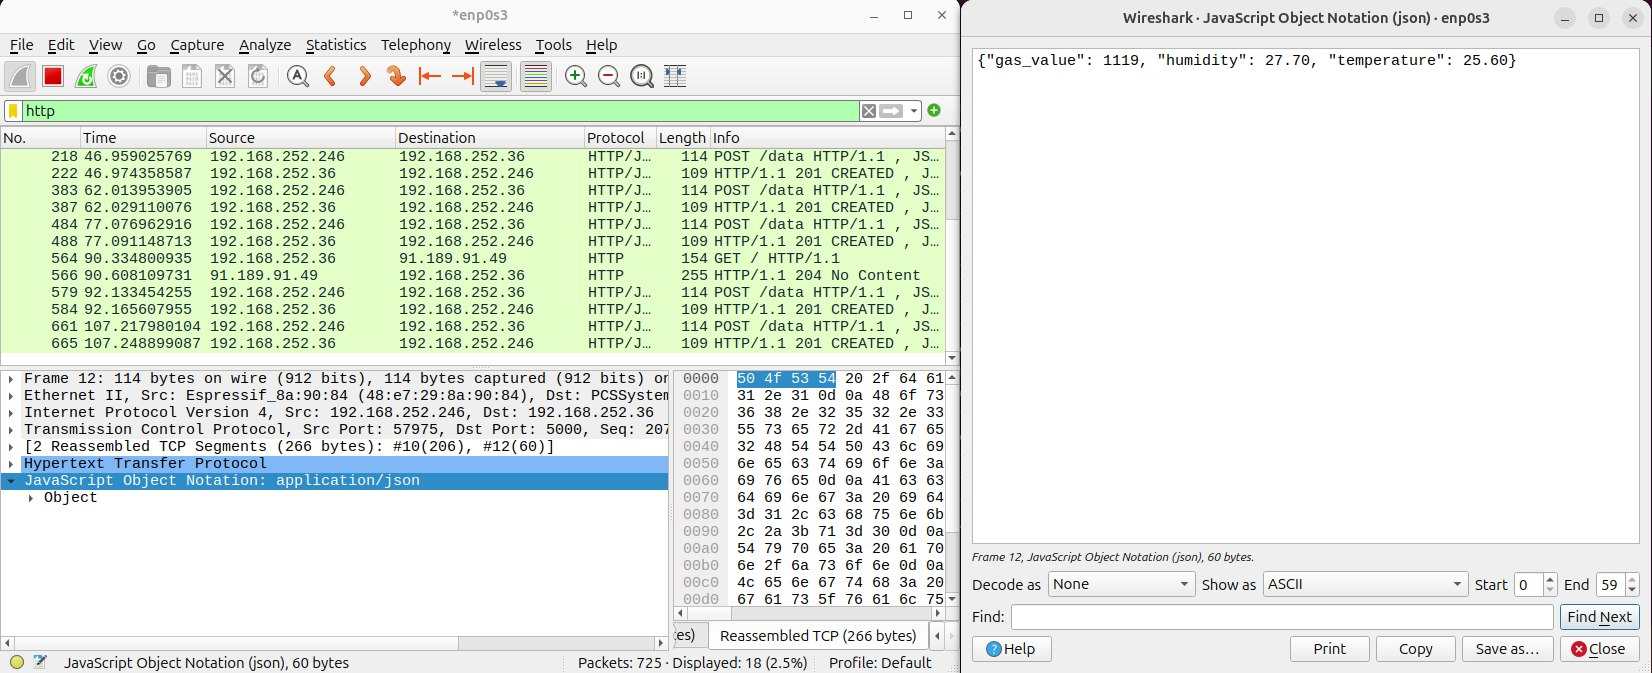 *enp0s3
File Edit View Go Capture Analyze Statistics Telephony Wireless Tools Help
http
No. Time Source Destination Protocol Length Info
218 46.959025769 192.168.252.246 192.168.252.36 HTTP/J… 114 POST /data HTTP/1.1 , JS…
222 46.974358587 192.168.252.36 192.168.252.246 HTTP/J… 109 HTTP/1.1 201 CREATED , J…
383 62.013953905 192.168.252.246 192.168.252.36 HTTP/J… 114 POST /data HTTP/1.1 , JS…
387 62.029110076 192.168.252.36 192.168.252.246 HTTP/J… 109 HTTP/1.1 201 CREATED , J…
484 77.076962916 192.168.252.246 192.168.252.36 HTTP/J… 114 POST /data HTTP/1.1 , JS…
488 77.091148713 192.168.252.36 192.168.252.246 HTTP/J… 109 HTTP/1.1 201 CREATED , J…
564 90.334800935 192.168.252.36 91.189.91.49 HTTP 154 GET / HTTP/1.1
566 90.608109731 91.189.91.49 192.168.252.36 HTTP 255 HTTP/1.1 204 No Content
579 92.133454255 192.168.252.246 192.168.252.36 HTTP/J… 114 POST /data HTTP/1.1 , JS…
584 92.165607955 192.168.252.36 192.168.252.246 HTTP/J… 109 HTTP/1.1 201 CREATED , J…
661 107.217980104 192.168.252.246 192.168.252.36 HTTP/J… 114 POST /data HTTP/1.1 , JS…
665 107.248899087 192.168.252.36 192.168.252.246 HTTP/J… 109 HTTP/1.1 201 CREATED , J…
Frame 12: 114 bytes on wire (912 bits), 114 bytes captured (912 bits) on
Ethernet II, Src: Espressif_8a:90:84 (48:e7:29:8a:90:84), Dst: PCSSystem
Internet Protocol Version 4, Src: 192.168.252.246, Dst: 192.168.252.36
Transmission Control Protocol, Src Port: 57975, Dst Port: 5000, Seq: 207
[2 Reassembled TCP Segments (266 bytes): #10(206), #12(60)]
Hypertext Transfer Protocol
JavaScript Object Notation: application/json
Object
0000 50 4f 53 54 20 2f 64 61
0010 31 2e 31 0d 0a 48 6f 73
0020 36 38 2e 32 35 32 2e 33
0030 55 73 65 72 2d 41 67 65
0040 32 48 54 54 50 43 6c 69
0050 6e 65 63 74 69 6f 6e 3a
0060 69 76 65 0d 0a 41 63 63
0070 64 69 6e 67 3a 20 69 64
0080 3d 31 2c 63 68 75 6e 6b
0090 2c 2a 3b 71 3d 30 0d 0a
00a0 54 79 70 65 3a 20 61 70
00b0 6e 2f 6a 73 6f 6e 0d 0a
00c0 4c 65 6e 67 74 68 3a 20
00d0 67 61 73 5f 76 61 6c 75
tes) Reassembled TCP (266 bytes)
JavaScript Object Notation (json), 60 bytes Packets: 725 · Displayed: 18 (2.5%) Profile: Default
Wireshark · JavaScript Object Notation (json) · enp0s3
{"gas_value": 1119, "humidity": 27.70, "temperature": 25.60}
Frame 12, JavaScript Object Notation (json), 60 bytes.
Decode as None Show as ASCII Start 0 End 59
Find: Find Next
Help Print Copy Save as… Close